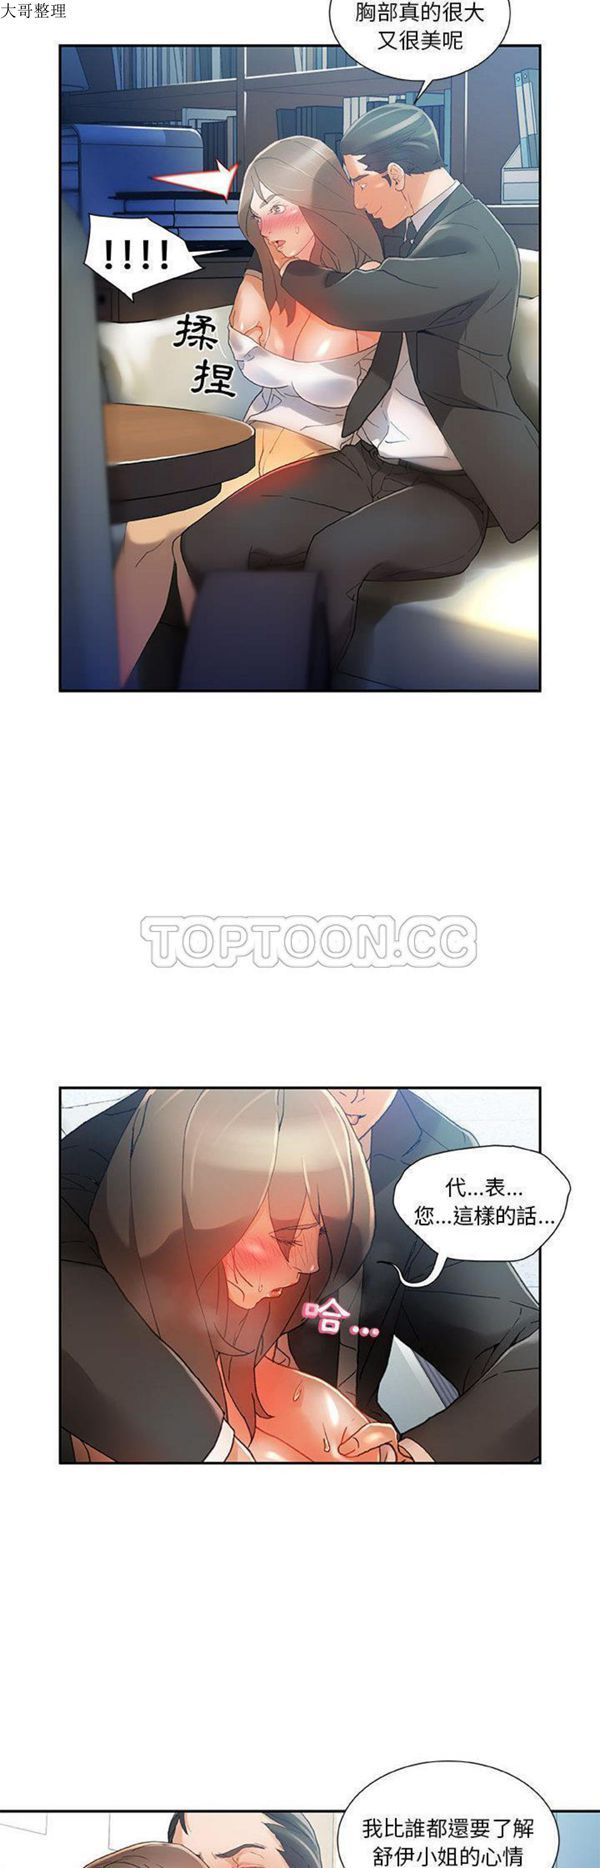 大哥整理
胸部真的很大
又很美呢
!!!!
揉
捏
TOPTOON.CC
代...表...
您...這樣的話...
哈...
我比誰都還要了解
舒伊小姐的心情